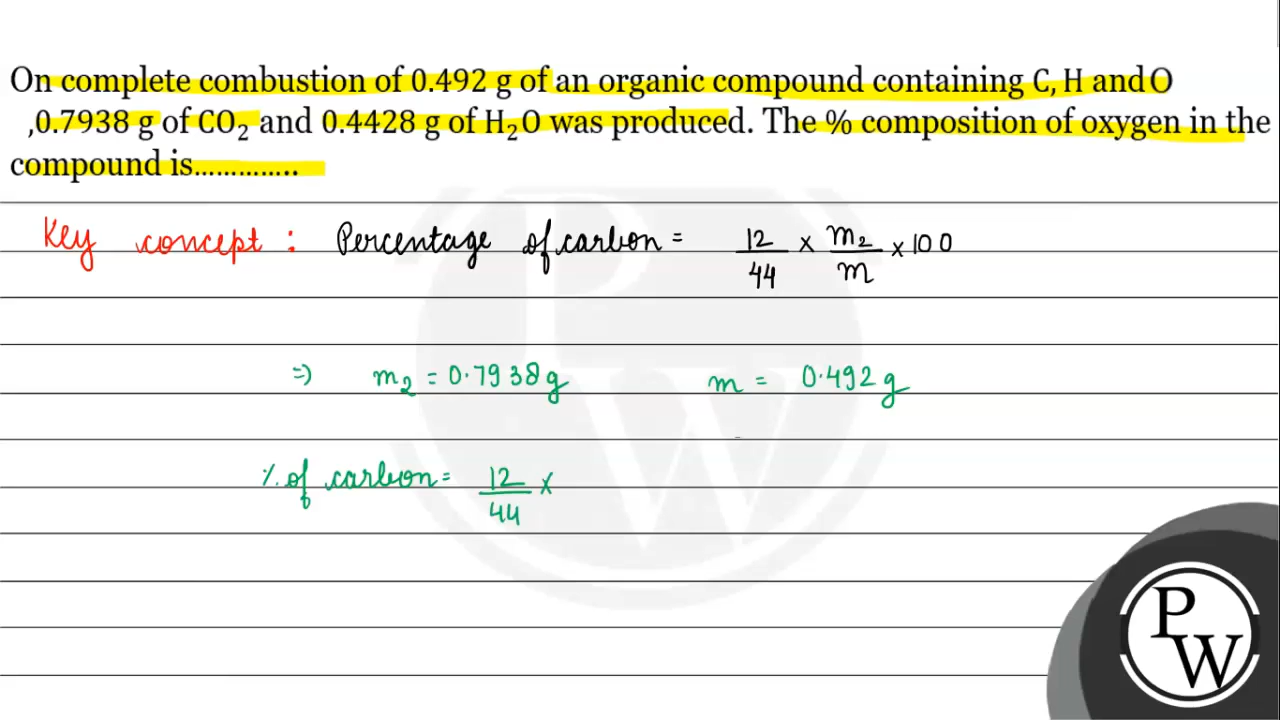 On complete combustion of 0.492 g of an organic compound containing C, H and O
,0.7938 g of CO₂ and 0.4428 g of H₂O was produced. The % composition of oxygen in the
compound is..............
Key concept : Percentage of carbon = 12/44 × m₂/m × 100
⇒) m₂ = 0.7938 g m = 0.492 g
% of carbon = 12/44 ×
PW
PW